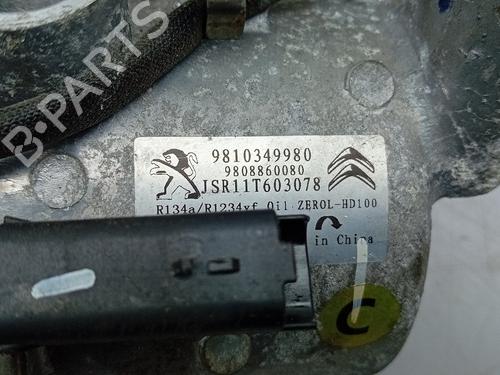 B-PARTS
9810349980
9808860080
JSR11T603078
R134a/R1234yf Oil ZEROL-HD100
in China
C